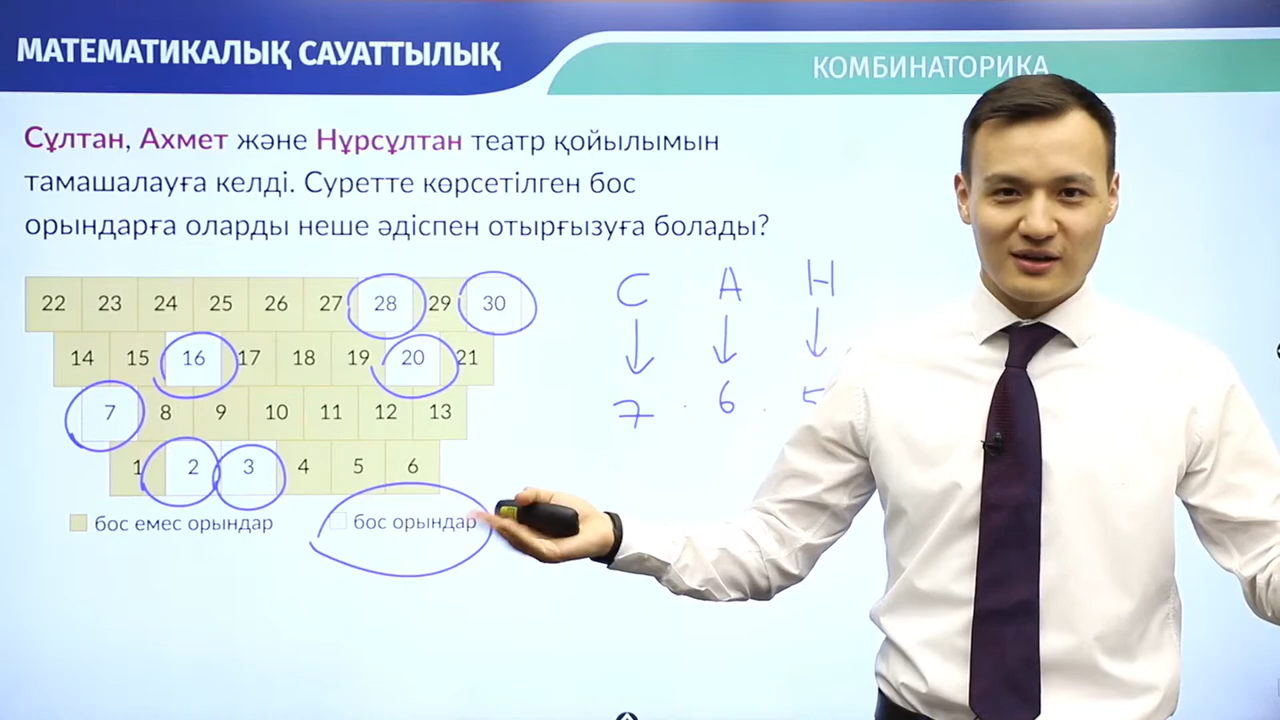 МАТЕМАТИКАЛЫҚ САУАТТЫЛЫҚ
КОМБИНАТОРИКА
Сұлтан, Ахмет және Нұрсұлтан театр қойылымын
тамашалауға келді. Суретте көрсетілген бос
орындарға оларды неше әдіспен отырғызуға болады?
22 23 24 25 26 27 28 29 30
14 15 16 17 18 19 20 21
7 8 9 10 11 12 13
1 2 3 4 5 6
бос емес орындар
бос орындар
С А Н
7 · 6 · 5